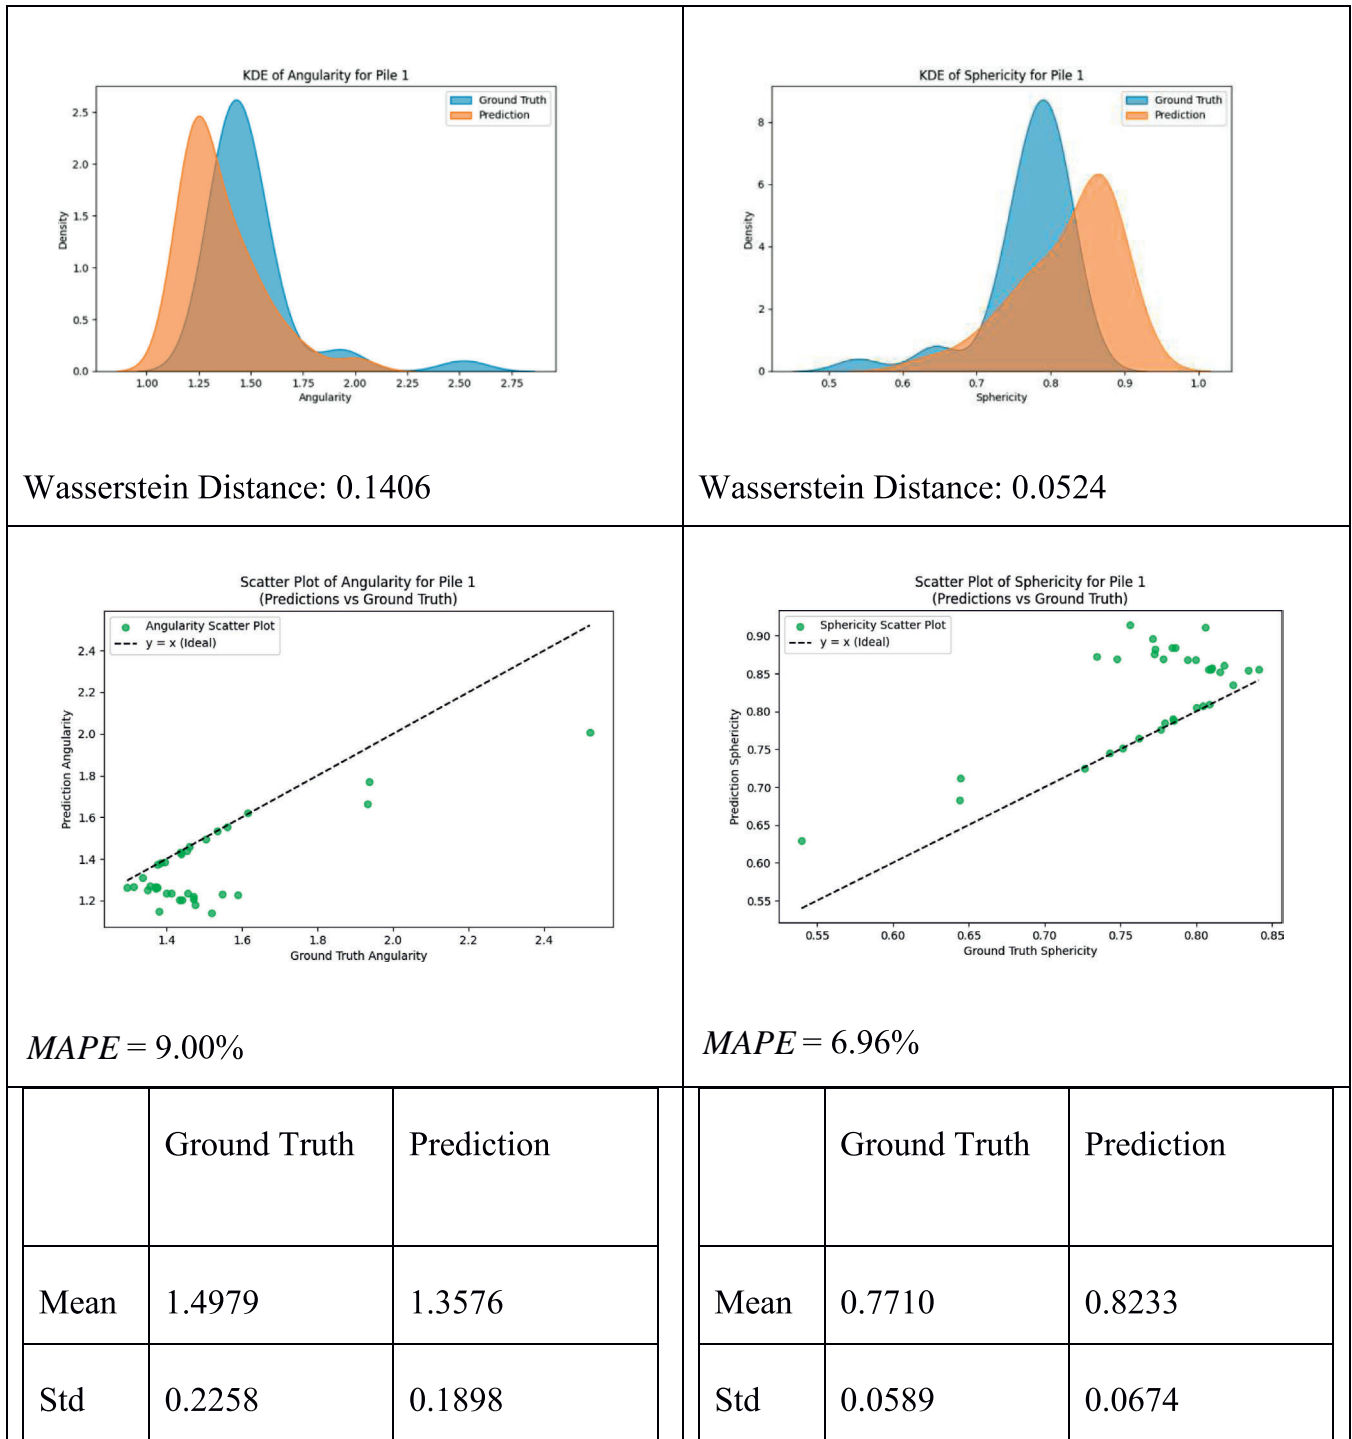 KDE of Angularity for Pile 1
Ground Truth
Prediction
2.5
2.0
1.5
1.0
0.5
0.0
Density
1.00 1.25 1.50 1.75 2.00 2.25 2.50 2.75
Angularity
Wasserstein Distance: 0.1406
KDE of Sphericity for Pile 1
Ground Truth
Prediction
8
6
4
2
0
Density
0.5 0.6 0.7 0.8 0.9 1.0
Sphericity
Wasserstein Distance: 0.0524
Scatter Plot of Angularity for Pile 1
(Predictions vs Ground Truth)
Angularity Scatter Plot
y = x (Ideal)
2.4
2.2
2.0
1.8
1.6
1.4
1.2
Prediction Angularity
1.4 1.6 1.8 2.0 2.2 2.4
Ground Truth Angularity
MAPE = 9.00%
Scatter Plot of Sphericity for Pile 1
(Predictions vs Ground Truth)
Sphericity Scatter Plot
y = x (Ideal)
0.90
0.85
0.80
0.75
0.70
0.65
0.60
0.55
Prediction Sphericity
0.55 0.60 0.65 0.70 0.75 0.80 0.85
Ground Truth Sphericity
MAPE = 6.96%
Ground Truth Prediction
Mean 1.4979 1.3576
Std 0.2258 0.1898
Ground Truth Prediction
Mean 0.7710 0.8233
Std 0.0589 0.0674